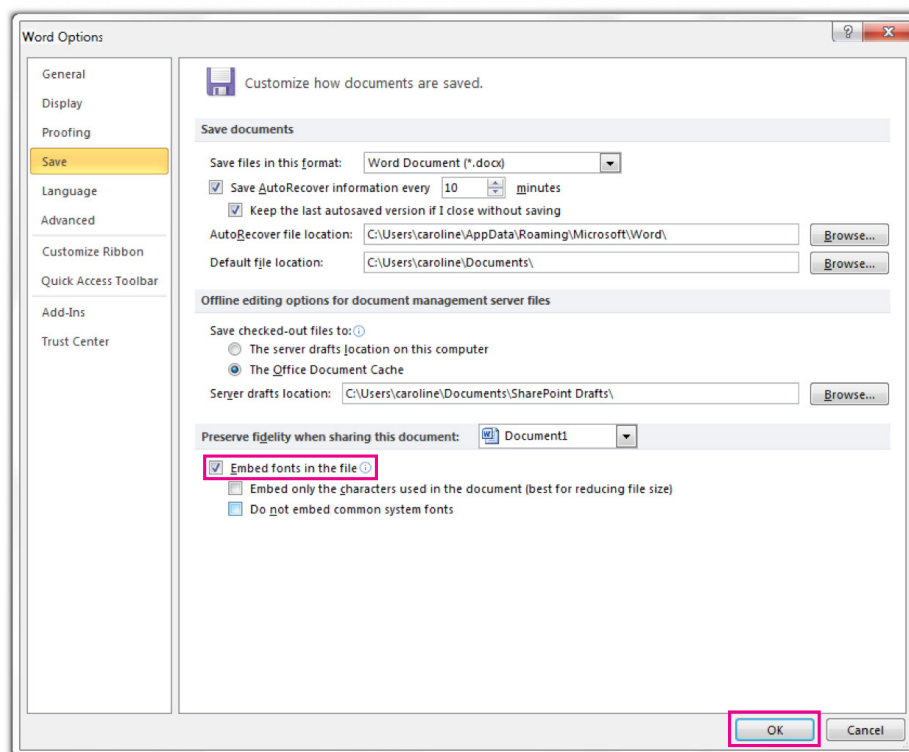 Word Options
General
Display
Proofing
Save
Language
Advanced
Customize Ribbon
Quick Access Toolbar
Add-Ins
Trust Center
Customize how documents are saved.
Save documents
Save files in this format: Word Document (*.docx)
Save AutoRecover information every 10 minutes
Keep the last autosaved version if I close without saving
AutoRecover file location: C:\Users\caroline\AppData\Roaming\Microsoft\Word\ Browse...
Default file location: C:\Users\caroline\Documents\ Browse...
Offline editing options for document management server files
Save checked-out files to:
The server drafts location on this computer
The Office Document Cache
Server drafts location: C:\Users\caroline\Documents\SharePoint Drafts\ Browse...
Preserve fidelity when sharing this document: Document1
Embed fonts in the file
Embed only the characters used in the document (best for reducing file size)
Do not embed common system fonts
OK Cancel